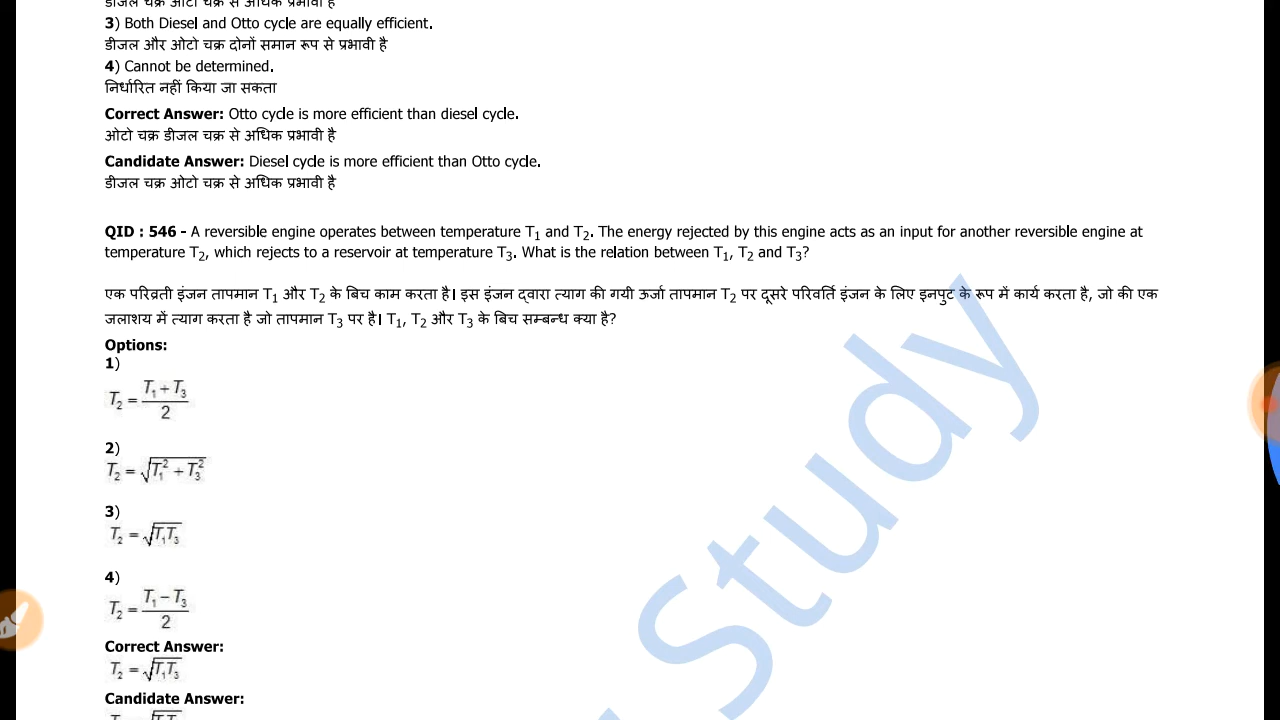 डीजल चक्र ओटो चक्र से अधिक प्रभावी है
3) Both Diesel and Otto cycle are equally efficient.
डीजल और ओटो चक्र दोनों समान रूप से प्रभावी है
4) Cannot be determined.
निर्धारित नहीं किया जा सकता
Correct Answer: Otto cycle is more efficient than diesel cycle.
ओटो चक्र डीजल चक्र से अधिक प्रभावी है
Candidate Answer: Diesel cycle is more efficient than Otto cycle.
डीजल चक्र ओटो चक्र से अधिक प्रभावी है
QID : 546 - A reversible engine operates between temperature T₁ and T₂. The energy rejected by this engine acts as an input for another reversible engine at
temperature T₂, which rejects to a reservoir at temperature T₃. What is the relation between T₁, T₂ and T₃?
एक परिव्रती इंजन तापमान T₁ और T₂ के बिच काम करता है। इस इंजन द्वारा त्याग की गयी ऊर्जा तापमान T₂ पर दूसरे परिवर्ति इंजन के लिए इनपुट के रूप में कार्य करता है, जो की एक
जलाशय में त्याग करता है जो तापमान T₃ पर है। T₁, T₂ और T₃ के बिच सम्बन्ध क्या है?
Options:
1)
T₂ = (T₁ + T₃)/2
2)
T₂ = √(T₁² + T₃²)
3)
T₂ = √(T₁T₃)
4)
T₂ = (T₁ − T₃)/2
Correct Answer:
T₂ = √(T₁T₃)
Candidate Answer:
T₂ = √(T₁T₃)
Study